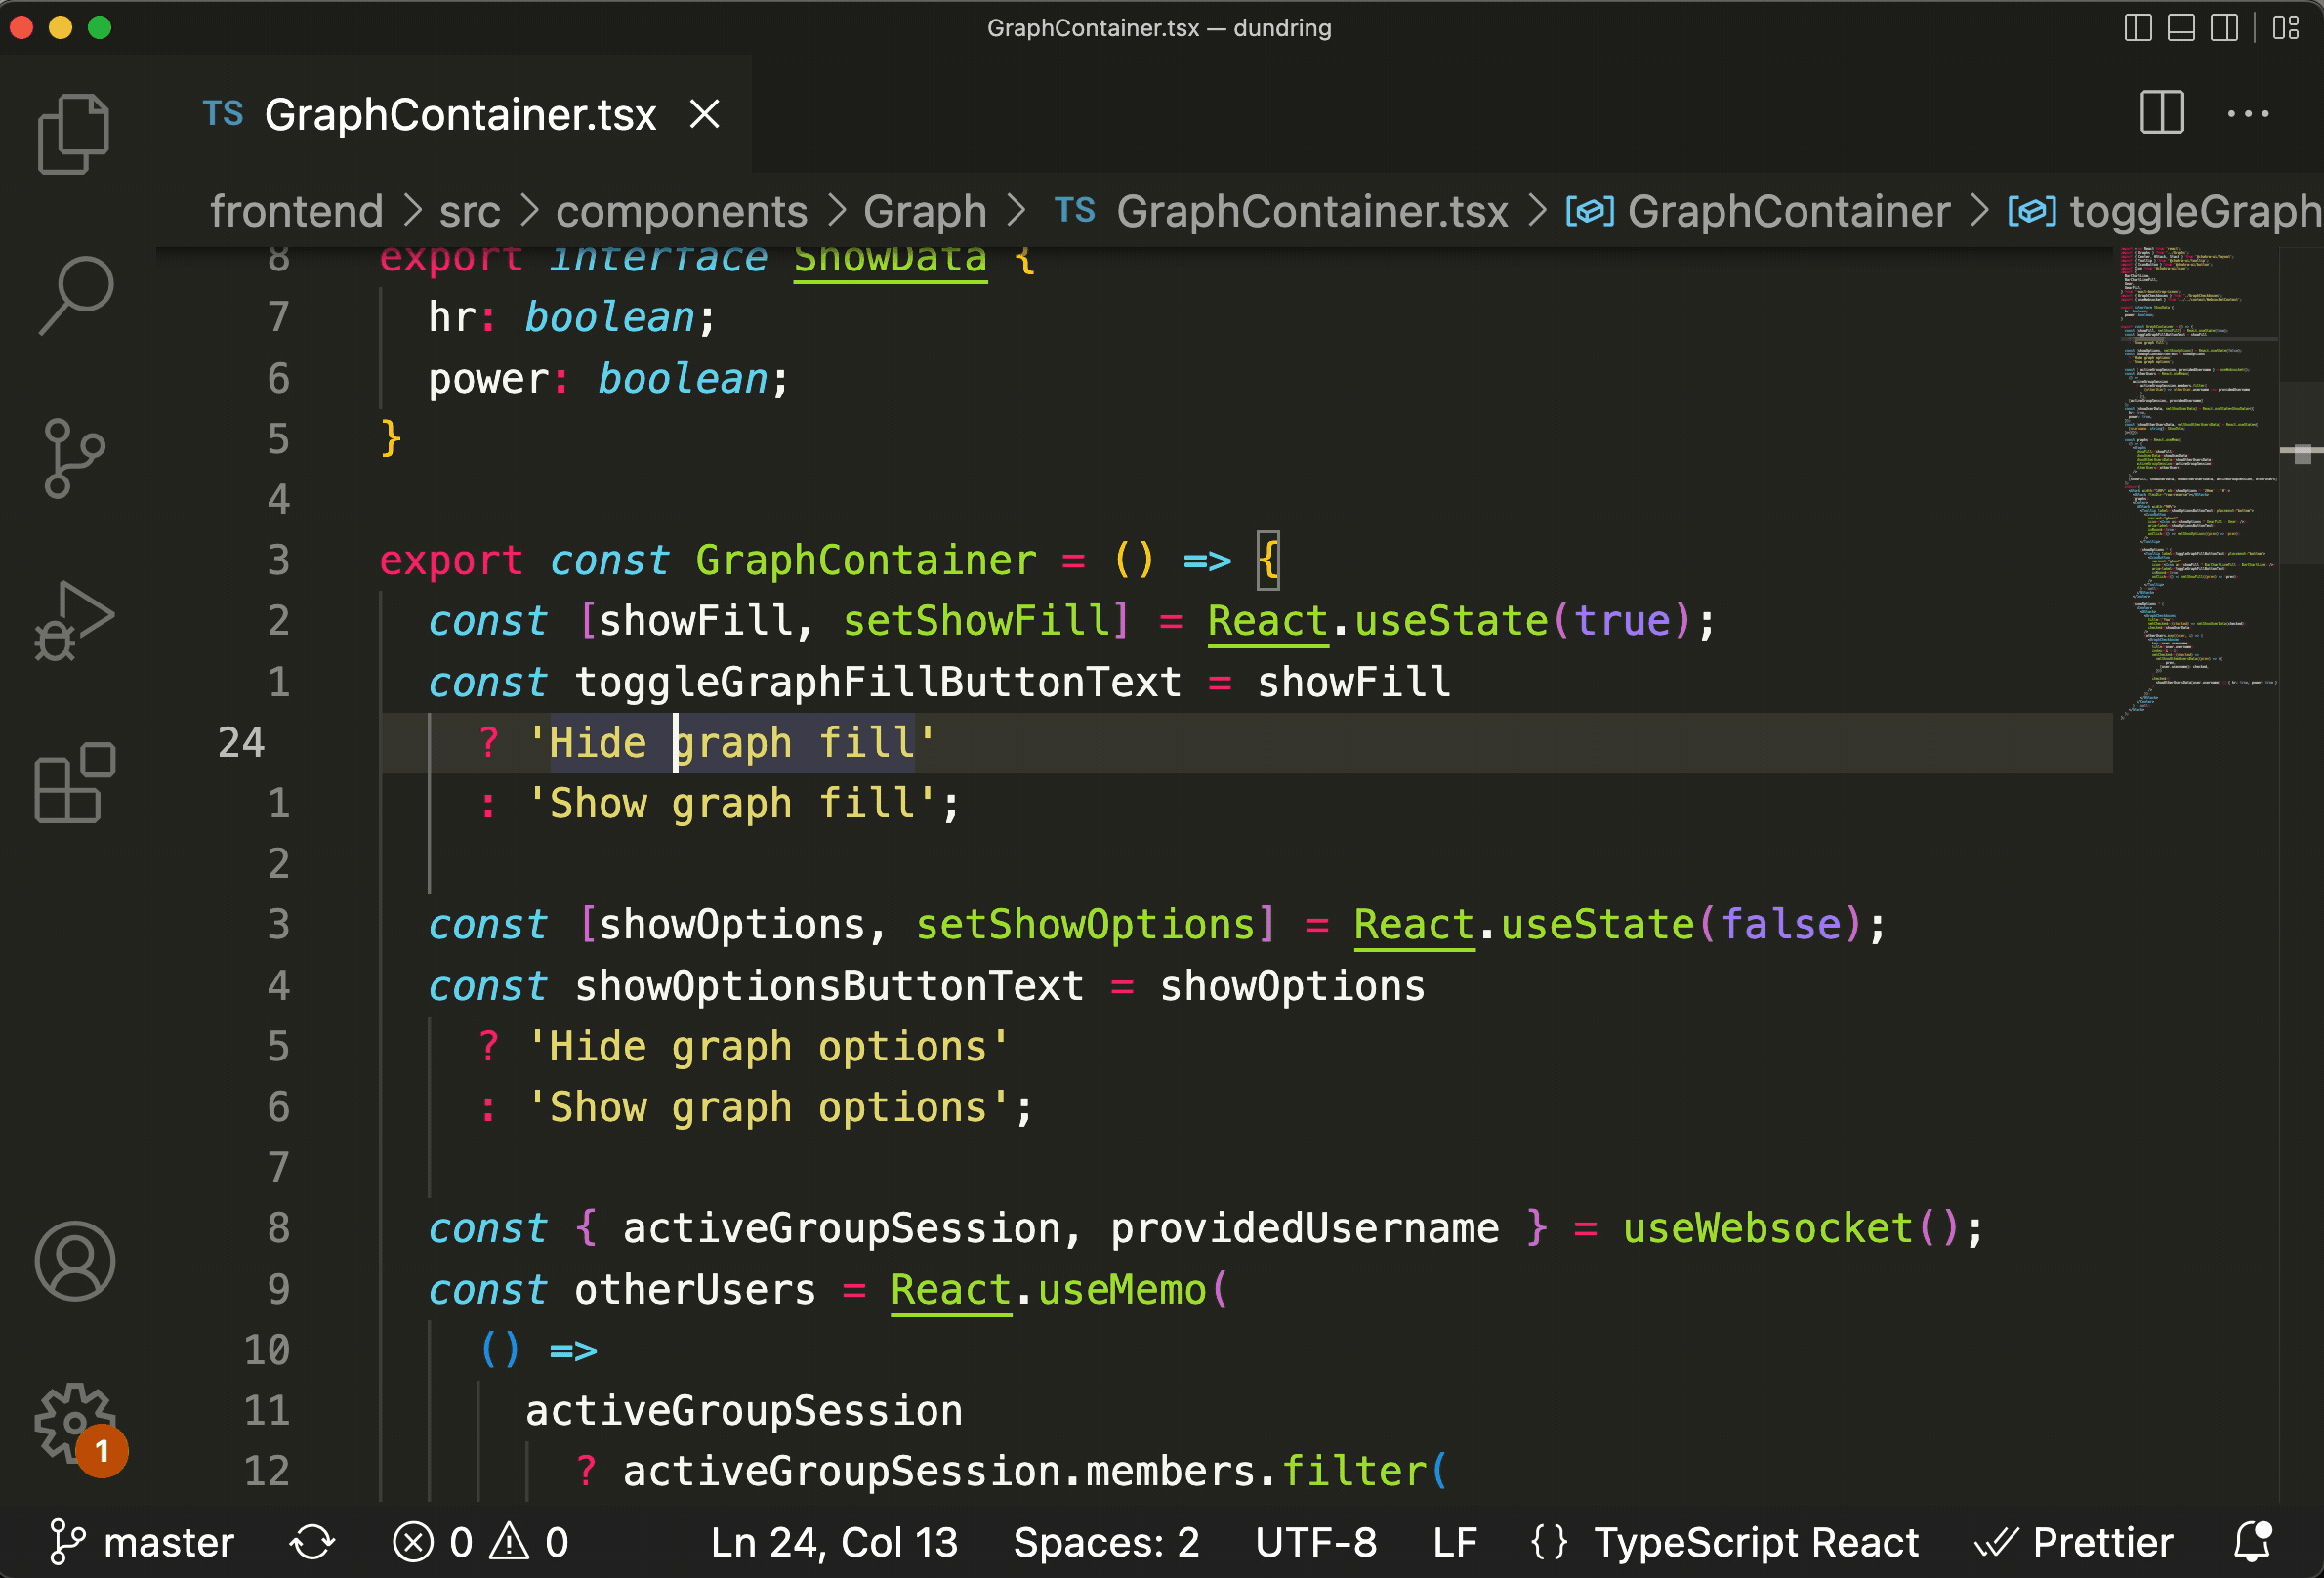 GraphContainer.tsx — dundring
TS GraphContainer.tsx
frontend > src > components > Graph > TS GraphContainer.tsx > GraphContainer > toggleGraph
8 export interface ShowData {
7 hr: boolean;
6 power: boolean;
5 }
4
3 export const GraphContainer = () => {
2 const [showFill, setShowFill] = React.useState(true);
1 const toggleGraphFillButtonText = showFill
24 ? 'Hide graph fill'
1 : 'Show graph fill';
2
3 const [showOptions, setShowOptions] = React.useState(false);
4 const showOptionsButtonText = showOptions
5 ? 'Hide graph options'
6 : 'Show graph options';
7
8 const { activeGroupSession, providedUsername } = useWebsocket();
9 const otherUsers = React.useMemo(
10 () =>
11 activeGroupSession
12 ? activeGroupSession.members.filter(
1
master 0 0 Ln 24, Col 13 Spaces: 2 UTF-8 LF {} TypeScript React Prettier